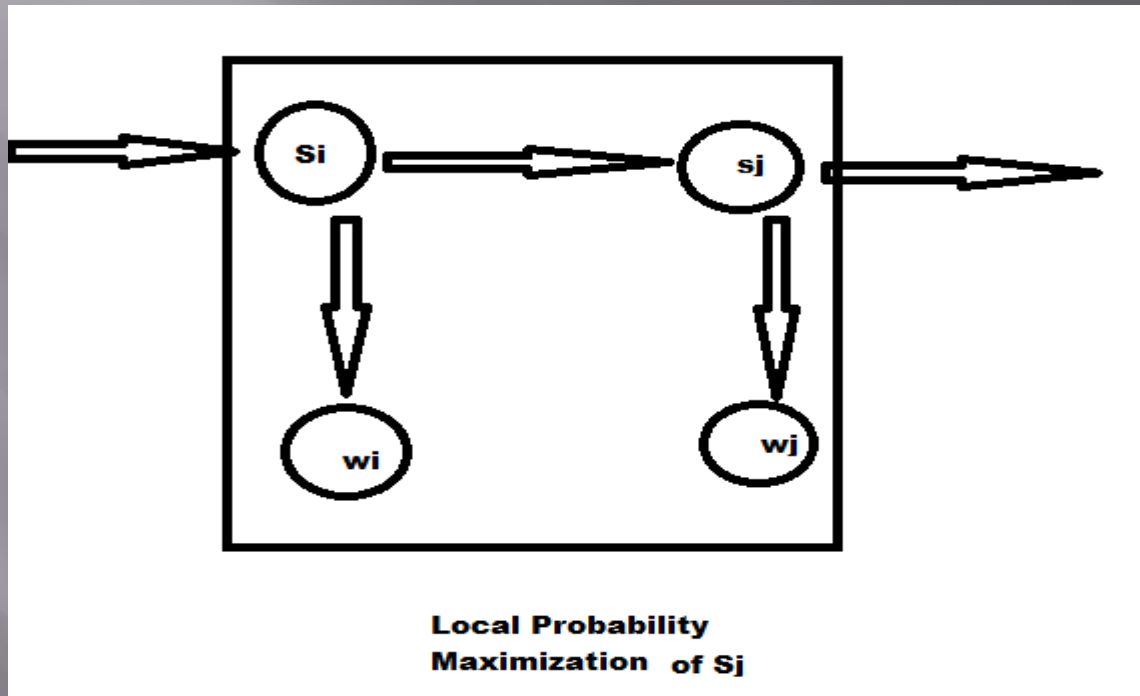 Si
sj
wi
wj
Local Probability
Maximization of Sj